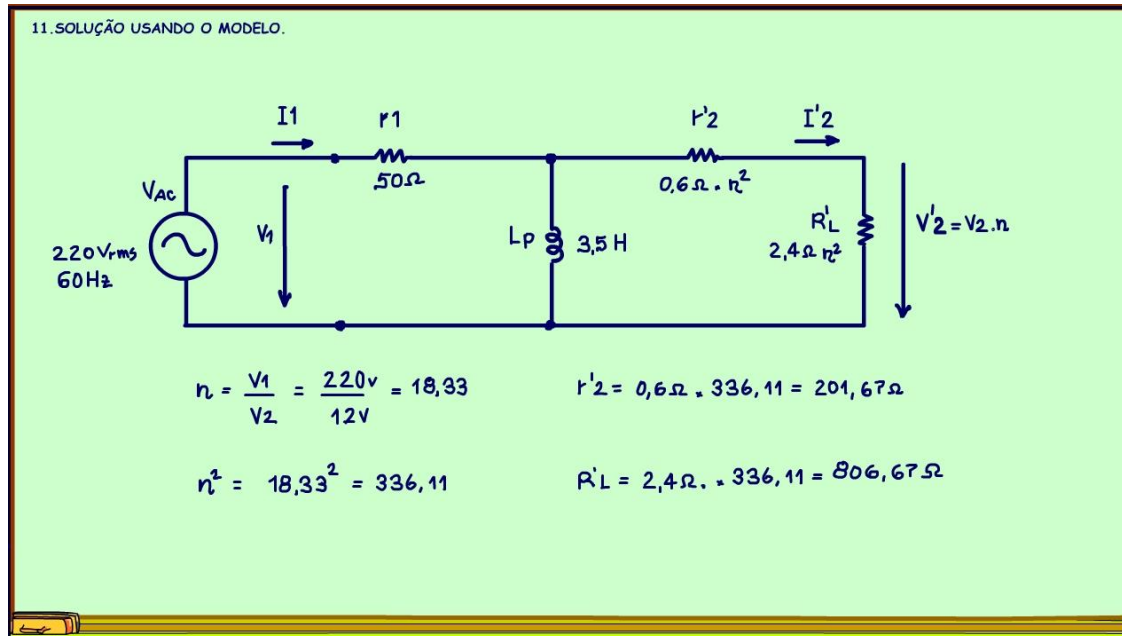 11.SOLUÇÃO USANDO O MODELO.
I1
r1
r'2
I'2
50Ω
0,6Ω . n²
VAC
220Vrms
60Hz
V1
LP
3,5 H
R'L
2,4Ω n²
V'2 = V2.n
n = V1/V2 = 220v/12v = 18,33
r'2 = 0,6Ω . 336,11 = 201,67Ω
n² = 18,33² = 336,11
R'L = 2,4Ω. . 336,11 = 806,67Ω